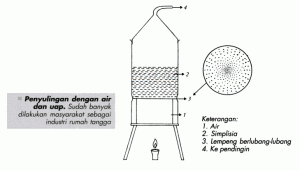 4
Penyulingan dengan air
dan uap. Sudah banyak
dilakukan masyarakat sebagai
industri rumah tangga
2
3
1
Keterangan:
1. Air
2. Simplisia
3. Lempeng berlubang-lubang
4. Ke pendingin